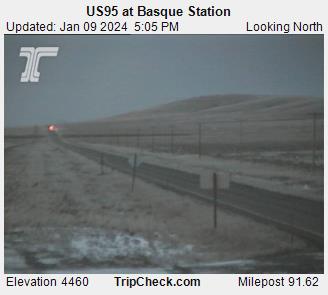 US95 at Basque Station
Updated: Jan 09 2024 5:05 PM Looking North
Elevation 4460 TripCheck.com Milepost 91.62